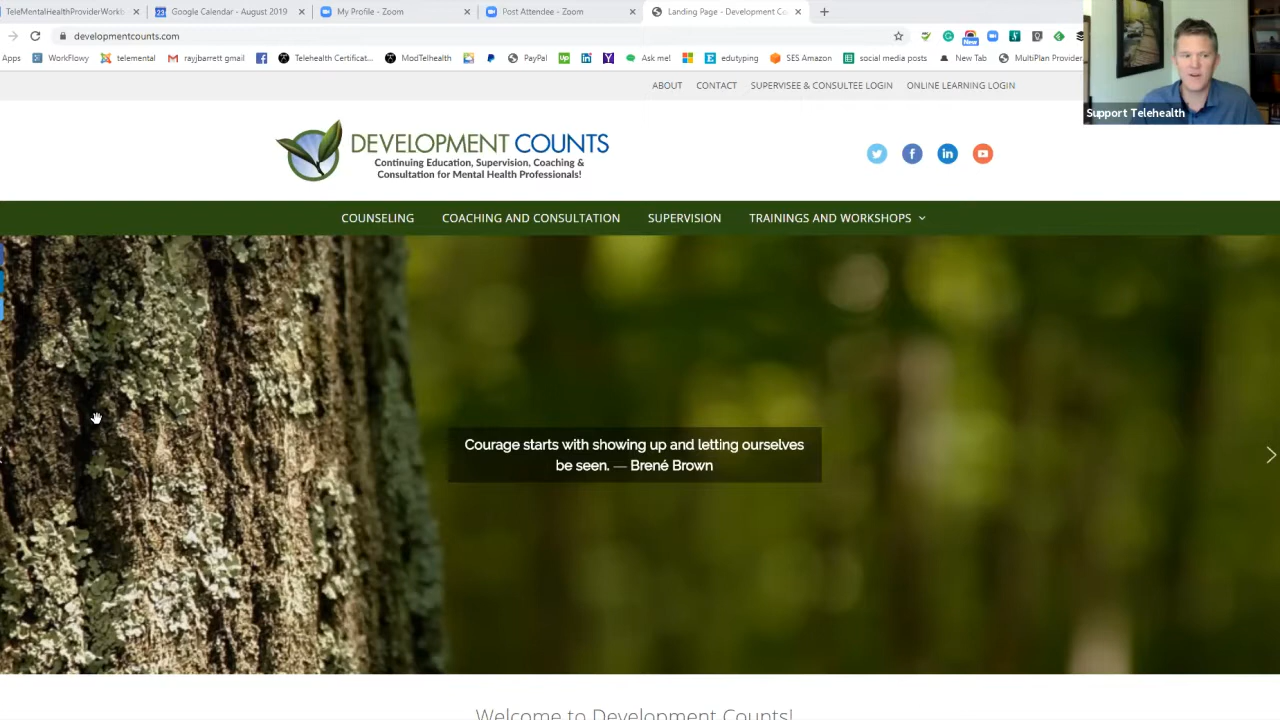 TeleMentalHealthProviderWorkb
Google Calendar - August 2019
My Profile - Zoom
Post Attendee - Zoom
Landing Page - Development Co
developmentcounts.com
Apps
WorkFlowy
telemental
rayjbarrett gmail
Telehealth Certificat...
ModTelhealth
PayPal
Ask me!
edutyping
SES Amazon
social media posts
New Tab
MultiPlan Provider
Support Telehealth
ABOUT
CONTACT
SUPERVISEE & CONSULTEE LOGIN
ONLINE LEARNING LOGIN
DEVELOPMENT COUNTS
Continuing Education, Supervision, Coaching &
Consultation for Mental Health Professionals!
COUNSELING
COACHING AND CONSULTATION
SUPERVISION
TRAININGS AND WORKSHOPS
Courage starts with showing up and letting ourselves
be seen. — Brené Brown
Welcome to Development Counts!